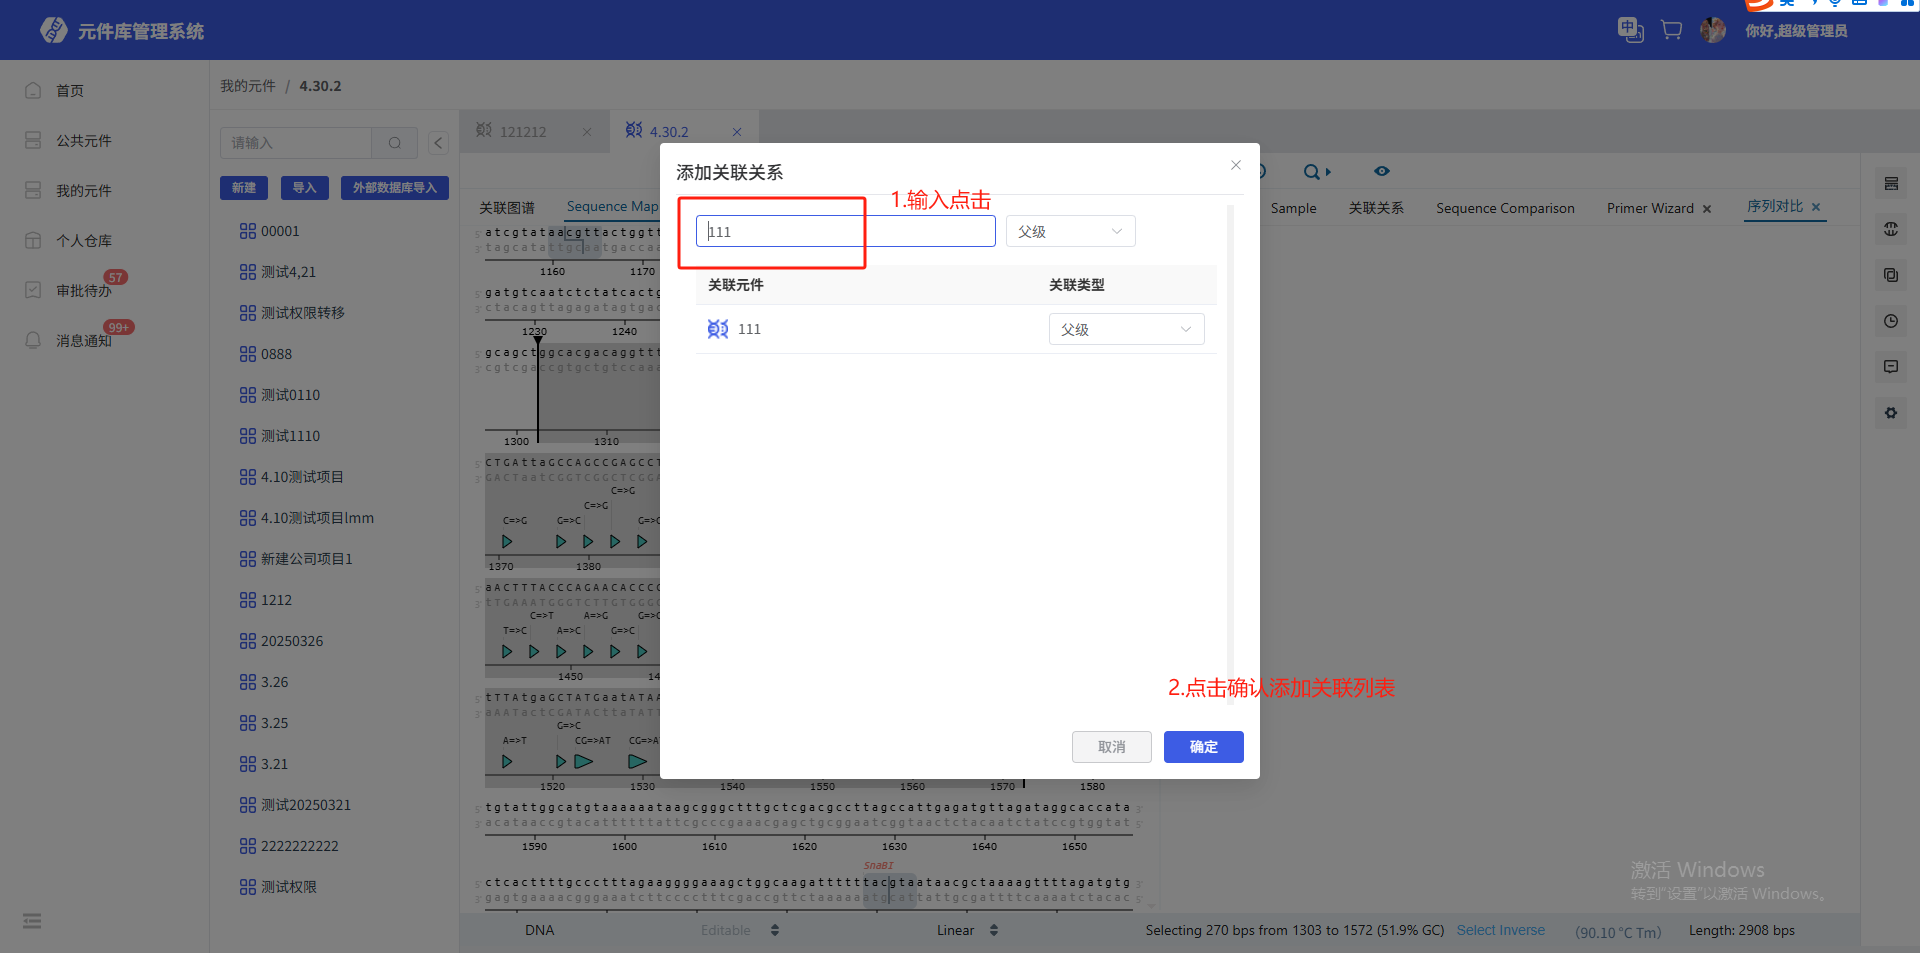 元件库管理系统
你好,超级管理员
首页
公共元件
我的元件
个人仓库
审批待办
57
消息通知
99+
我的元件 / 4.30.2
请输入
新建
导入
外部数据库导入
00001
测试4,21
测试权限转移
0888
测试0110
测试1110
4.10测试项目
4.10测试项目lmm
新建公司项目1
1212
20250326
3.26
3.25
3.21
测试20250321
2222222222
测试权限
121212
4.30.2
关联图谱
Sequence Map
Sample
关联关系
Sequence Comparison
Primer Wizard
序列对比
添加关联关系
1.输入点击
111
父级
关联元件
关联类型
111
父级
2.点击确认添加关联列表
取消
确定
atcgtataacgttactggtt
tagcatattgcaatgaccaa
1160 1170
gatgtcaatctctatcactg
ctacagttagagatagtgac
1230 1240
gcagctggcacgacaggttt
cgtcgaccgtgctgtccaaa
1300 1310
CTGAttaGCCAGCCGAGCCT
GACTaatCGGTCGGCTCGGA
C=>G
C=>G
C=>G G=>C
1370 1380
aACTTTACCCAGAACACCCC
tTGAAATGGGTCTTGTGGGG
C=>T A=>G
T=>C A=>C G=>C
1450
tTTAtgaGCTATGaatATAA
aAATactCGATACttaTATT
G=>C
A=>T CG=>AT
1520 1530 1540 1550 1560 1570 1580
tgtattggcatgtaaaaaataagcgggctttgctcgacgccttagccattgagatgttagataggcaccata
acataaccgtacattttttattcgcccgaaacgagctgcggaatcggtaactctacaatctatccgtggtat
1590 1600 1610 1620 1630 1640 1650
SnaBI
ctcacttttgccctttagaaggggaaagctggcaagattttttacgtaataacgctaaaagttttagatgtg
gagtgaaaacgggaaatcttcccctttcgaccgttctaaaaaatgcattattgcgattttcaaaatctacac
DNA
Editable
Linear
Selecting 270 bps from 1303 to 1572 (51.9% GC)
Select Inverse
(90.10 °C Tm)
Length: 2908 bps
激活 Windows
转到“设置”以激活 Windows。